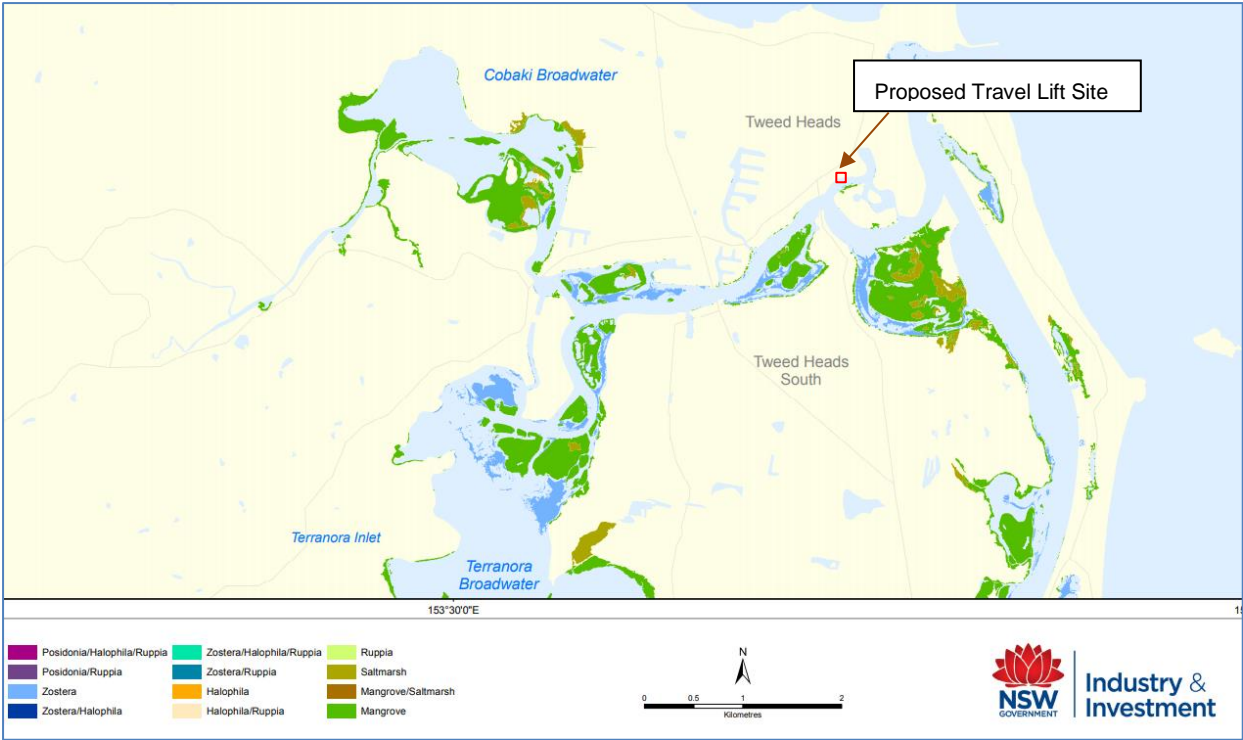 Cobaki Broadwater
Proposed Travel Lift Site
Tweed Heads
Tweed Heads
South
Terranora Inlet
Terranora
Broadwater
153°30'0"E
15
Posidonia/Halophila/Ruppia
Posidonia/Ruppia
Zostera
Zostera/Halophila
Zostera/Halophila/Ruppia
Zostera/Ruppia
Halophila
Halophila/Ruppia
Ruppia
Saltmarsh
Mangrove/Saltmarsh
Mangrove
N
0 0.5 1 2
Kilometres
NSW
GOVERNMENT
Industry &
Investment